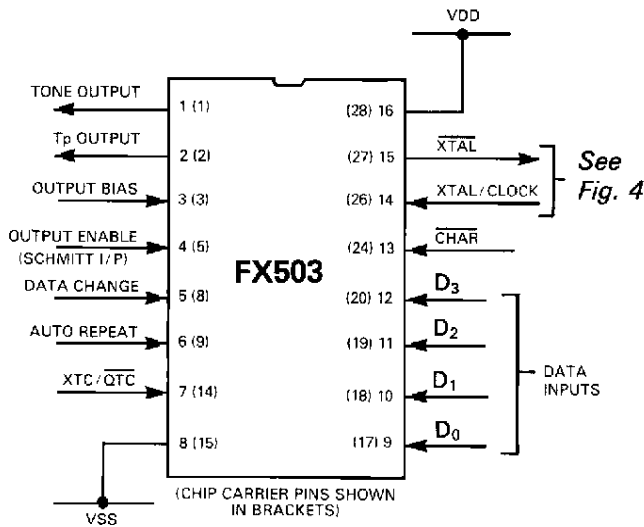 VDD
TONE OUTPUT
1 (1)
(28) 16
Tp OUTPUT
2 (2)
(27) 15
XTAL
See
Fig. 4
OUTPUT BIAS
3 (3)
(26) 14
XTAL/CLOCK
OUTPUT ENABLE
(SCHMITT I/P)
4 (5)
(24) 13
CHAR
FX503
DATA CHANGE
5 (8)
(20) 12
D3
AUTO REPEAT
6 (9)
(19) 11
D2
DATA
INPUTS
XTC/QTC
7 (14)
(18) 10
D1
8 (15)
(17) 9
D0
VSS
(CHIP CARRIER PINS SHOWN
IN BRACKETS)